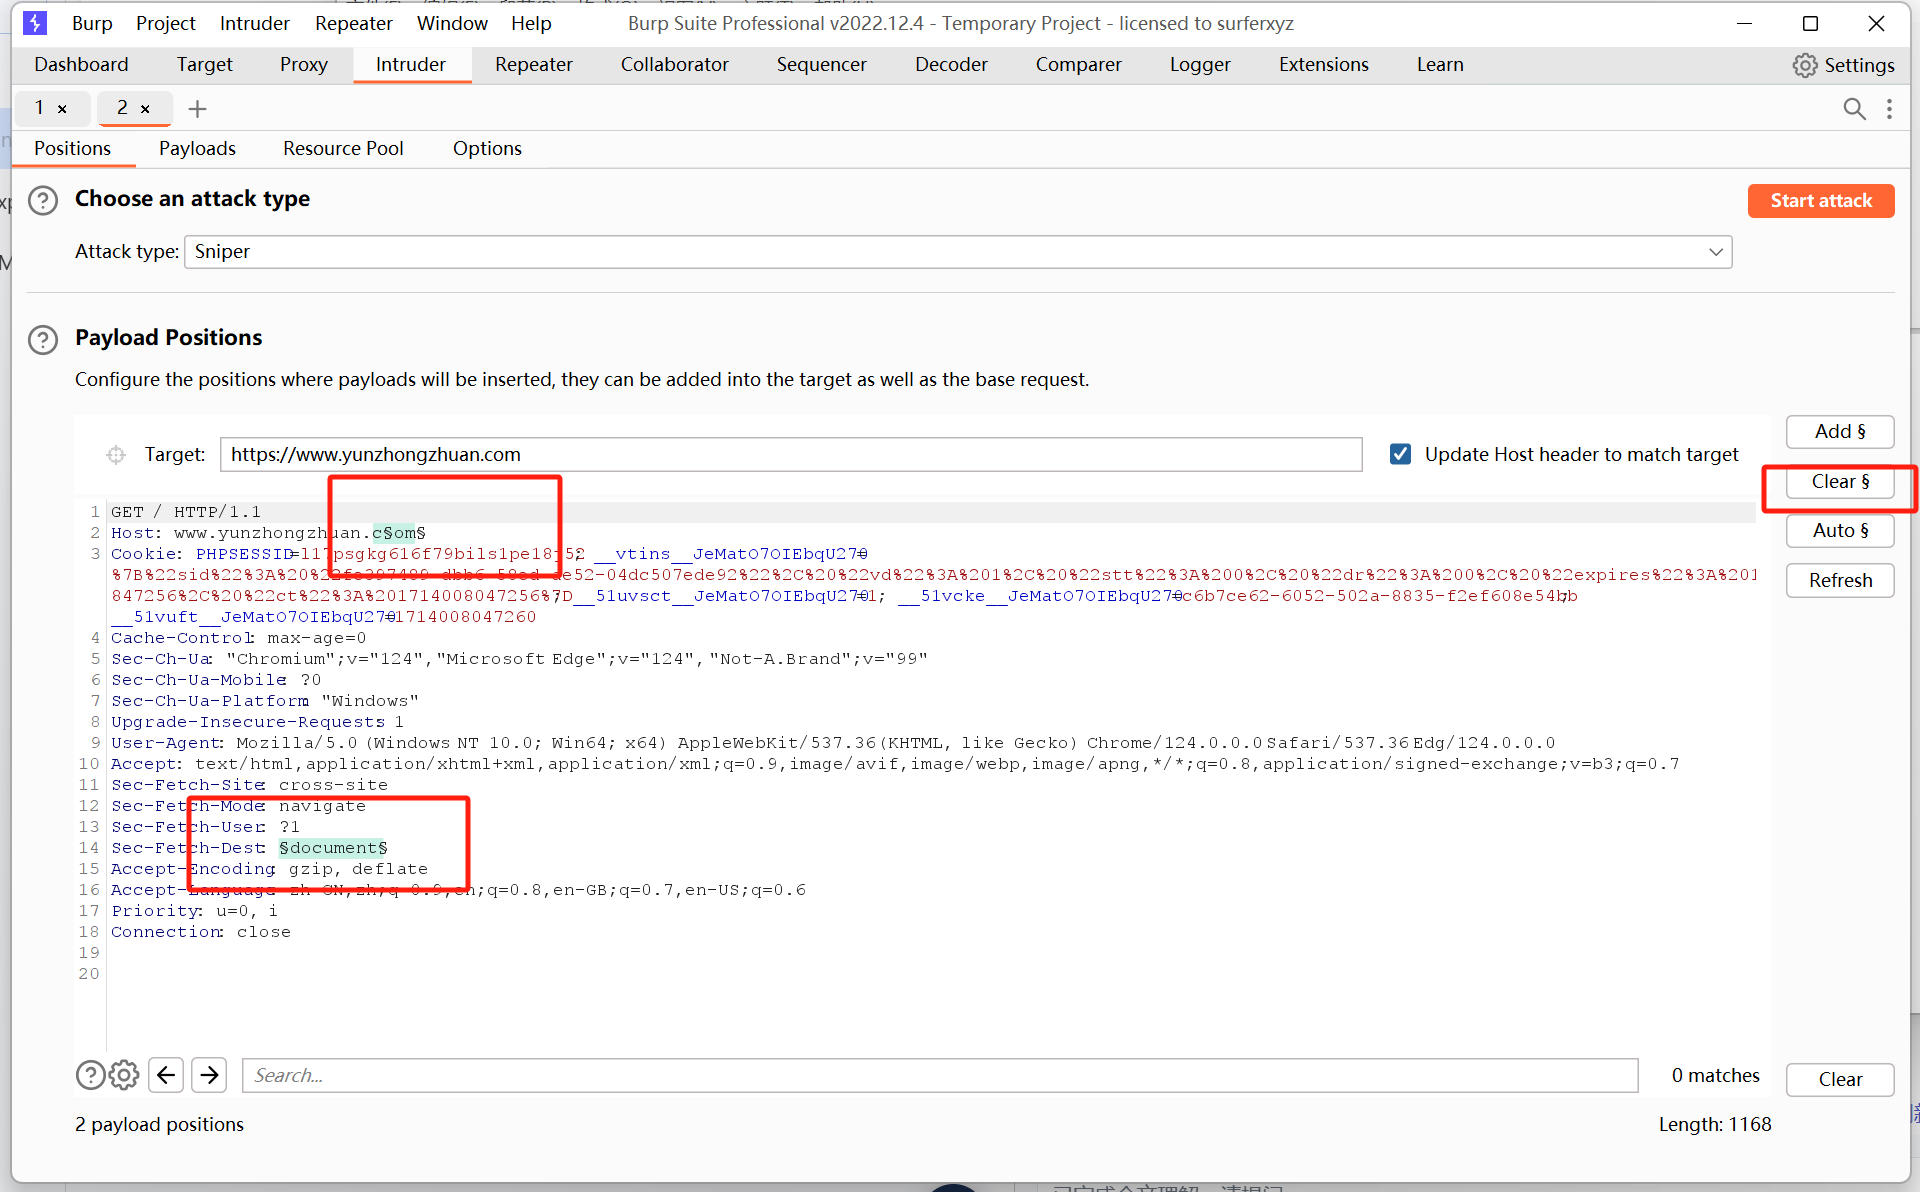 Burp Project Intruder Repeater Window Help Burp Suite Professional v2022.12.4 - Temporary Project - licensed to surferxyz
Dashboard Target Proxy Intruder Repeater Collaborator Sequencer Decoder Comparer Logger Extensions Learn Settings
1 × 2 × +
Positions Payloads Resource Pool Options
Choose an attack type
Start attack
Attack type: Sniper
Payload Positions
Configure the positions where payloads will be inserted, they can be added into the target as well as the base request.
Add §
Target: https://www.yunzhongzhuan.com Update Host header to match target
Clear §
Auto §
Refresh
1 GET / HTTP/1.1
2 Host: www.yunzhongzhuan.c§om§
3 Cookie: PHPSESSID=l17psgkg616f79bils1pe18j52; __vtins__JeMatO7OIEbqU270=
%7B%22sid%22%3A%20%22fe397489-dbb6-58ed-ae52-04dc507ede92%22%2C%20%22vd%22%3A%201%2C%20%22stt%22%3A%200%2C%20%22dr%22%3A%200%2C%20%22expires%22%3A%201
847256%2C%20%22ct%22%3A%201714008047256%7D; __51uvsct__JeMatO7OIEbqU270=1; __51vcke__JeMatO7OIEbqU270=c6b7ce62-6052-502a-8835-f2ef608e54bb;
__51vuft__JeMatO7OIEbqU270=1714008047260
4 Cache-Control: max-age=0
5 Sec-Ch-Ua: "Chromium";v="124", "Microsoft Edge";v="124", "Not-A.Brand";v="99"
6 Sec-Ch-Ua-Mobile: ?0
7 Sec-Ch-Ua-Platform: "Windows"
8 Upgrade-Insecure-Requests: 1
9 User-Agent: Mozilla/5.0 (Windows NT 10.0; Win64; x64) AppleWebKit/537.36 (KHTML, like Gecko) Chrome/124.0.0.0 Safari/537.36 Edg/124.0.0.0
10 Accept: text/html,application/xhtml+xml,application/xml;q=0.9,image/avif,image/webp,image/apng,*/*;q=0.8,application/signed-exchange;v=b3;q=0.7
11 Sec-Fetch-Site: cross-site
12 Sec-Fetch-Mode: navigate
13 Sec-Fetch-User: ?1
14 Sec-Fetch-Dest: §document§
15 Accept-Encoding: gzip, deflate
16 Accept-Language: zh-CN,zh;q=0.9,en;q=0.8,en-GB;q=0.7,en-US;q=0.6
17 Priority: u=0, i
18 Connection: close
19
20
Search... 0 matches Clear
2 payload positions Length: 1168